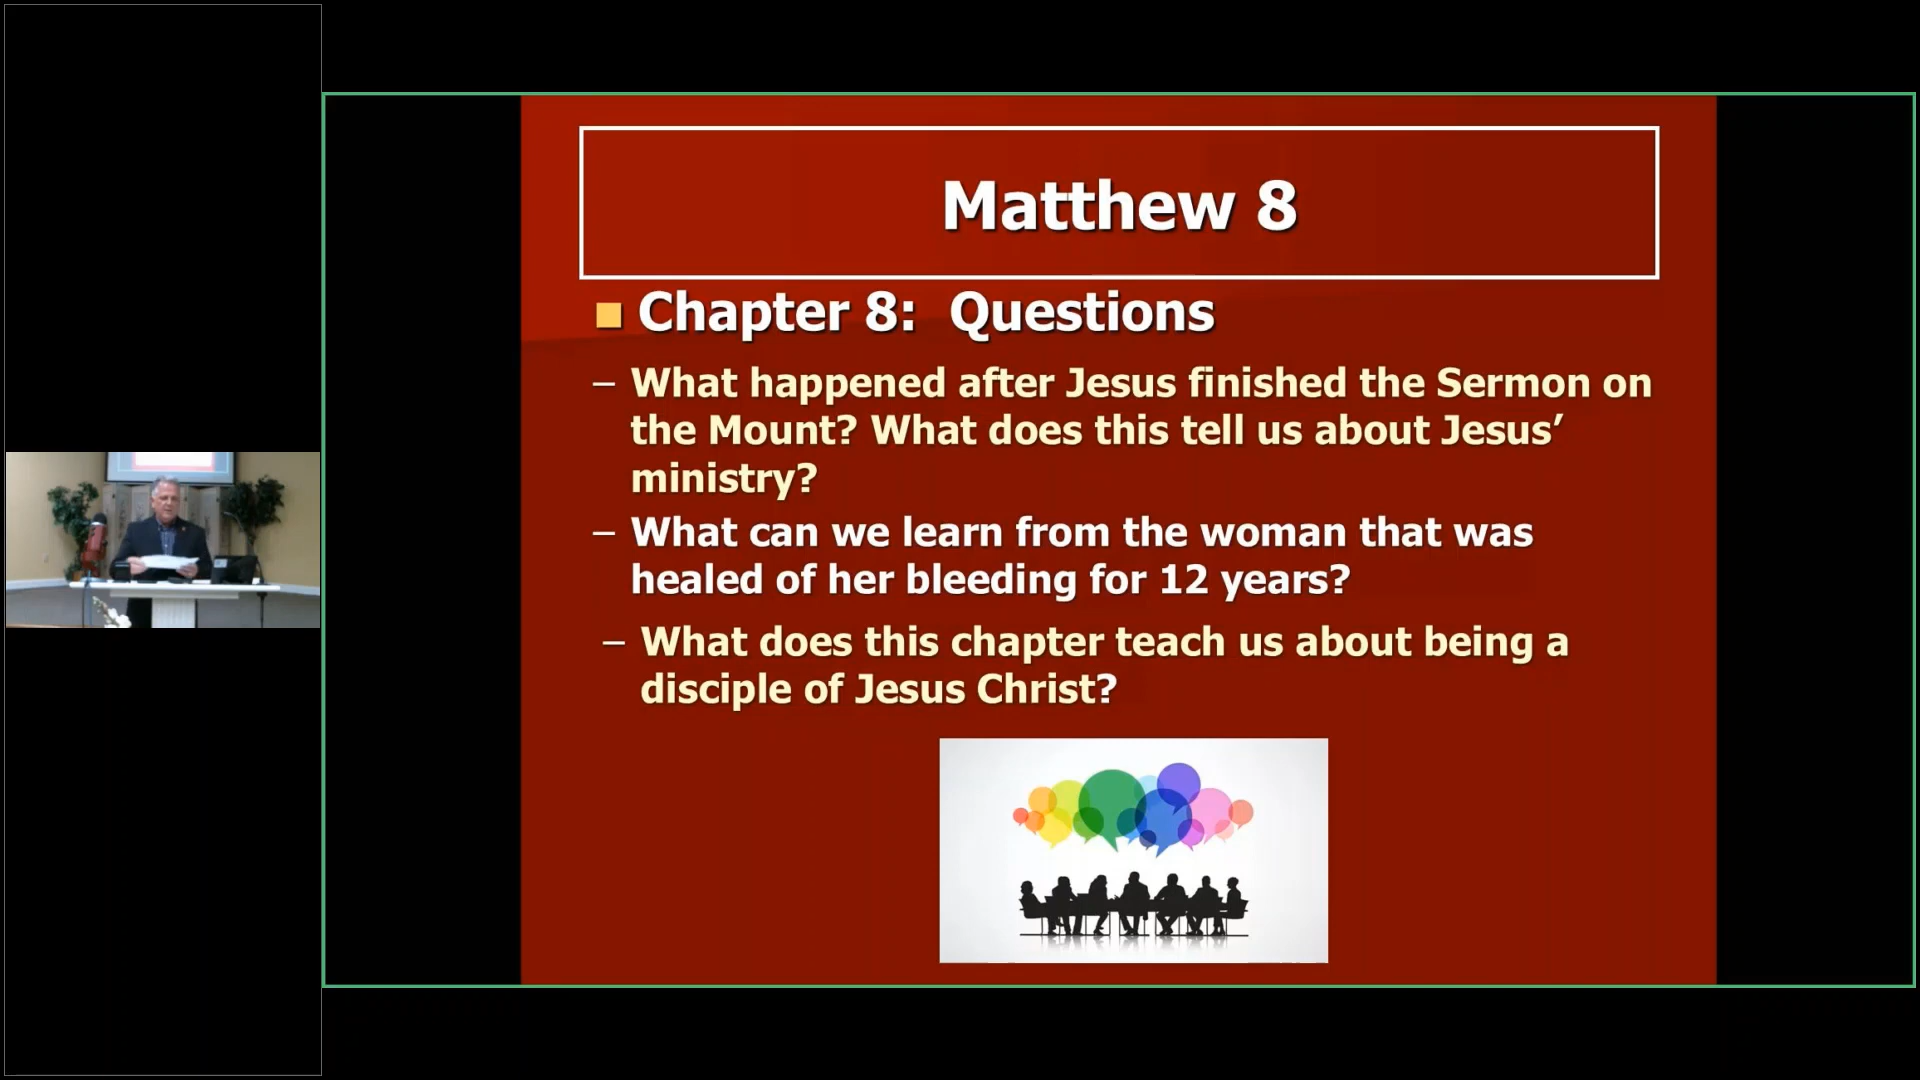 Matthew 8
Chapter 8: Questions
– What happened after Jesus finished the Sermon on
the Mount? What does this tell us about Jesus’
ministry?
– What can we learn from the woman that was
healed of her bleeding for 12 years?
– What does this chapter teach us about being a
disciple of Jesus Christ?